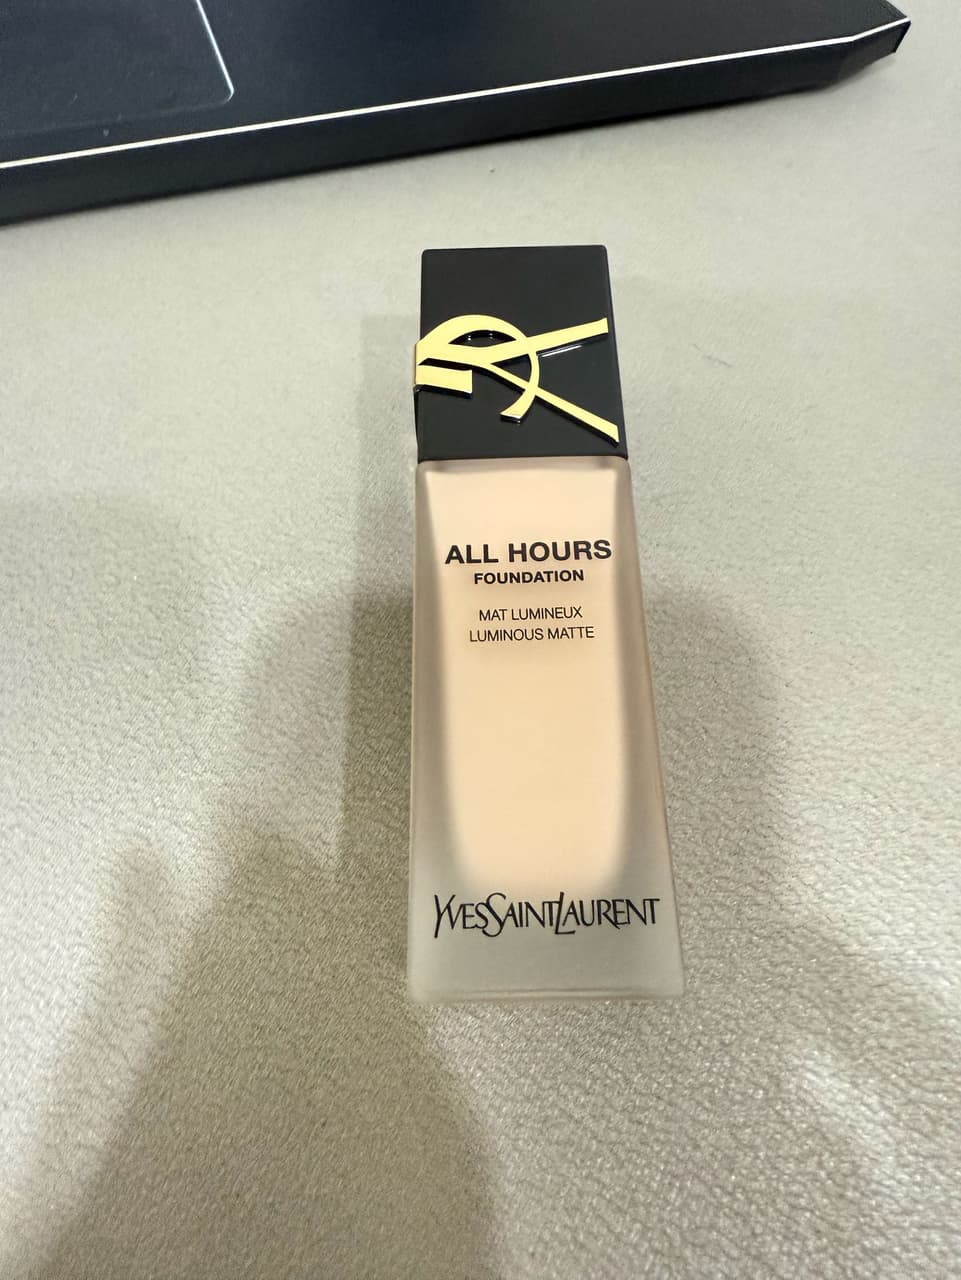 ALL HOURS
FOUNDATION
MAT LUMINEUX
LUMINOUS MATTE
YVESSAINTLAURENT